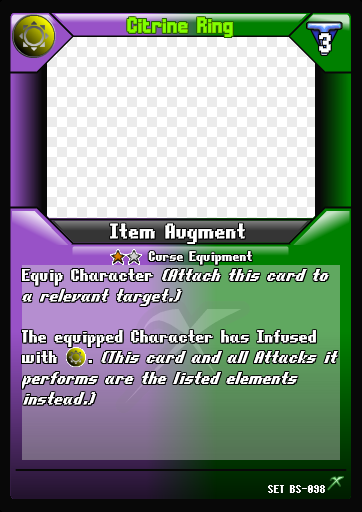 Citrine Ring
3
Item Augment
Curse Equipment
Equip Character (Attach this card to
a relevant target.)
The equipped Character has Infused
with . (This card and all Attacks it
performs are the listed elements
instead.)
SET BS-098